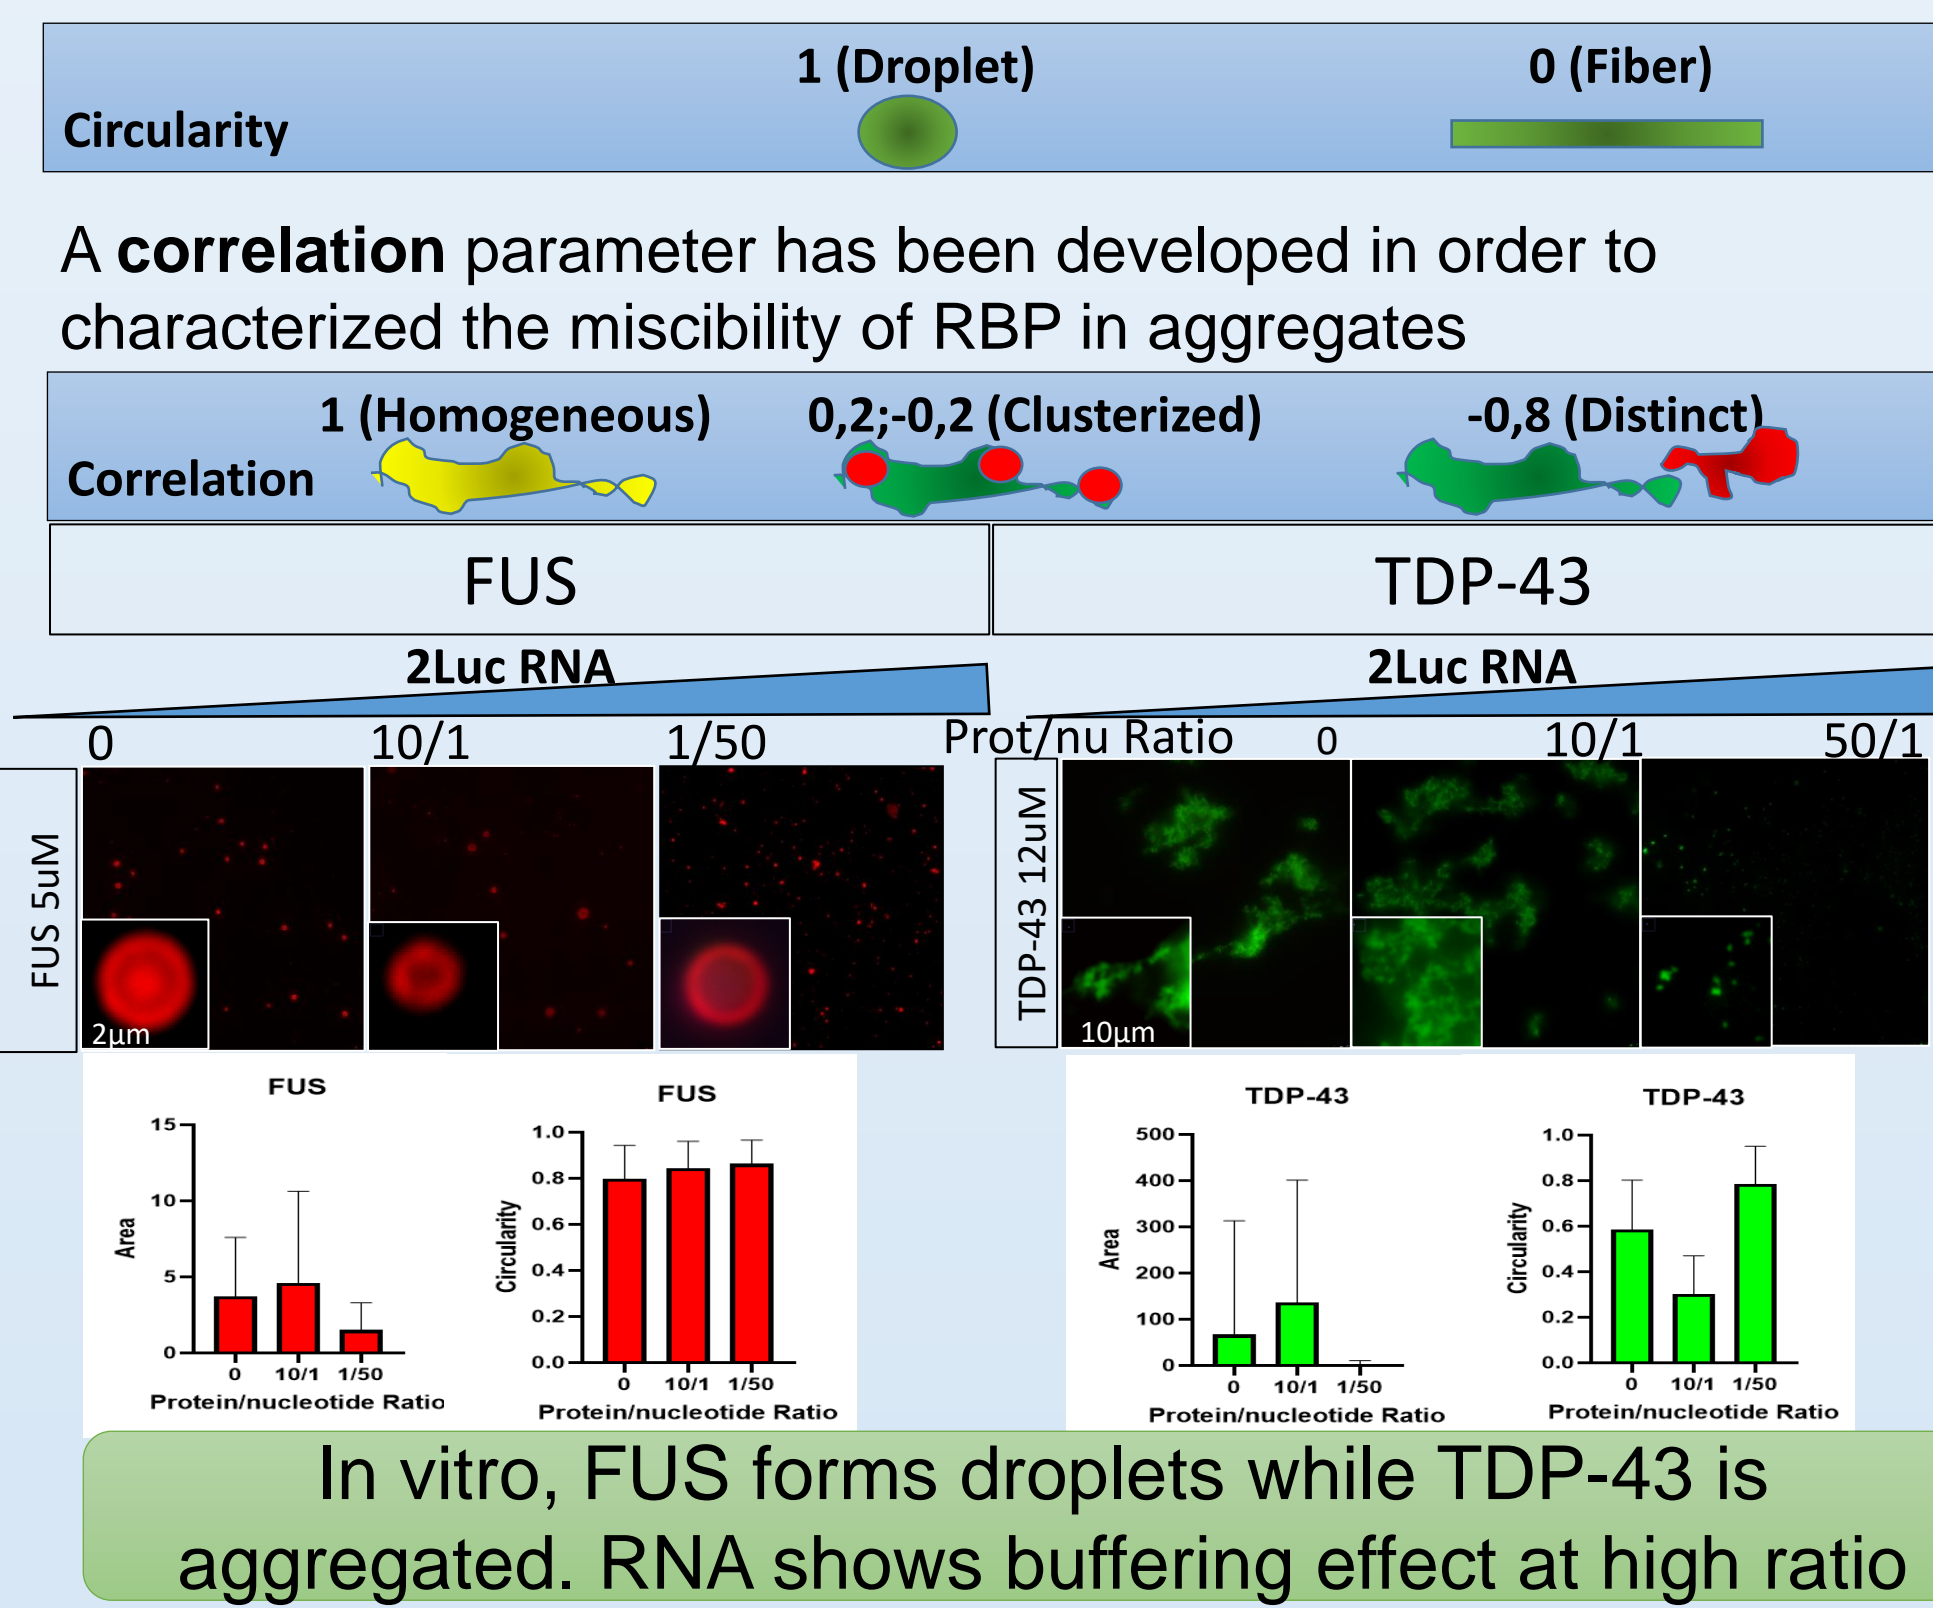 1 (Droplet)
0 (Fiber)
Circularity
A correlation parameter has been developed in order to
characterized the miscibility of RBP in aggregates
1 (Homogeneous)
0,2;-0,2 (Clusterized)
-0,8 (Distinct)
Correlation
FUS
TDP-43
2Luc RNA
2Luc RNA
0
10/1
1/50
Prot/nu Ratio
0
10/1
50/1
FUS 5uM
2µm
TDP-43 12uM
10µm
FUS
15
10
5
0
Area
0 10/1 1/50
Protein/nucleotide Ratio
FUS
1.0
0.8
0.6
0.4
0.2
0.0
Circularity
0 10/1 1/50
Protein/nucleotide Ratio
TDP-43
500
400
300
200
100
0
Area
0 10/1 1/50
Protein/nucleotide Ratio
TDP-43
1.0
0.8
0.6
0.4
0.2
0.0
Circularity
0 10/1 1/50
Protein/nucleotide Ratio
In vitro, FUS forms droplets while TDP-43 is
aggregated. RNA shows buffering effect at high ratio